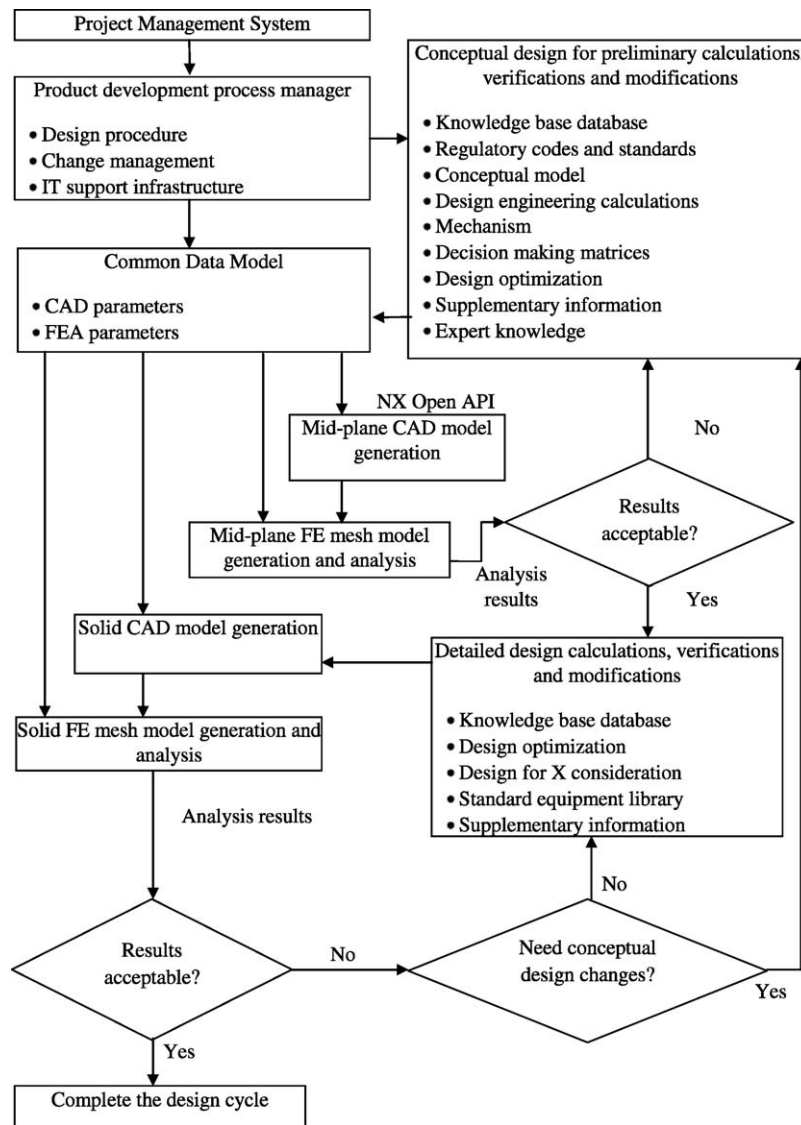 Project Management System
Product development process manager
• Design procedure
• Change management
• IT support infrastructure
Conceptual design for preliminary calculations,
verifications and modifications
• Knowledge base database
• Regulatory codes and standards
• Conceptual model
• Design engineering calculations
• Mechanism
• Decision making matrices
• Design optimization
• Supplementary information
• Expert knowledge
Common Data Model
• CAD parameters
• FEA parameters
NX Open API
Mid-plane CAD model
generation
Mid-plane FE mesh model
generation and analysis
Analysis
results
Results
acceptable?
No
Yes
Solid CAD model generation
Detailed design calculations, verifications
and modifications
• Knowledge base database
• Design optimization
• Design for X consideration
• Standard equipment library
• Supplementary information
Solid FE mesh model generation and
analysis
Analysis results
Results
acceptable?
No
Need conceptual
design changes?
No
Yes
Yes
Complete the design cycle